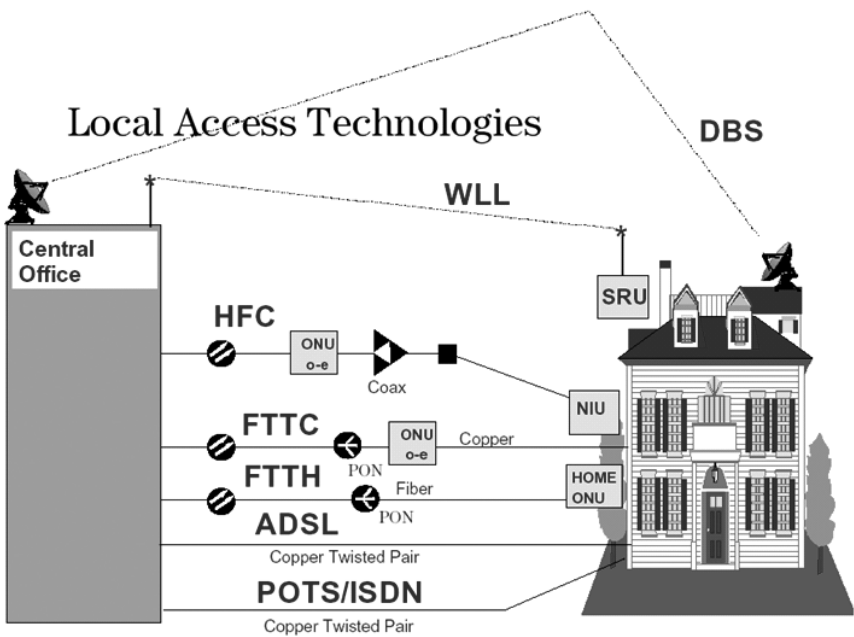 Local Access Technologies
DBS
WLL
Central
Office
SRU
HFC
ONU
o-e
Coax
NIU
FTTC
ONU
o-e
Copper
PON
FTTH
Fiber
HOME
ONU
PON
ADSL
Copper Twisted Pair
POTS/ISDN
Copper Twisted Pair